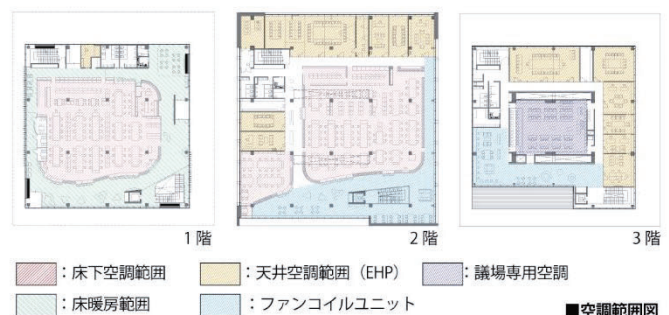 1階
2階
3階
：床下空調範囲
：天井空調範囲（EHP）
：議場専用空調
：床暖房範囲
：ファンコイルユニット
■空調範囲図